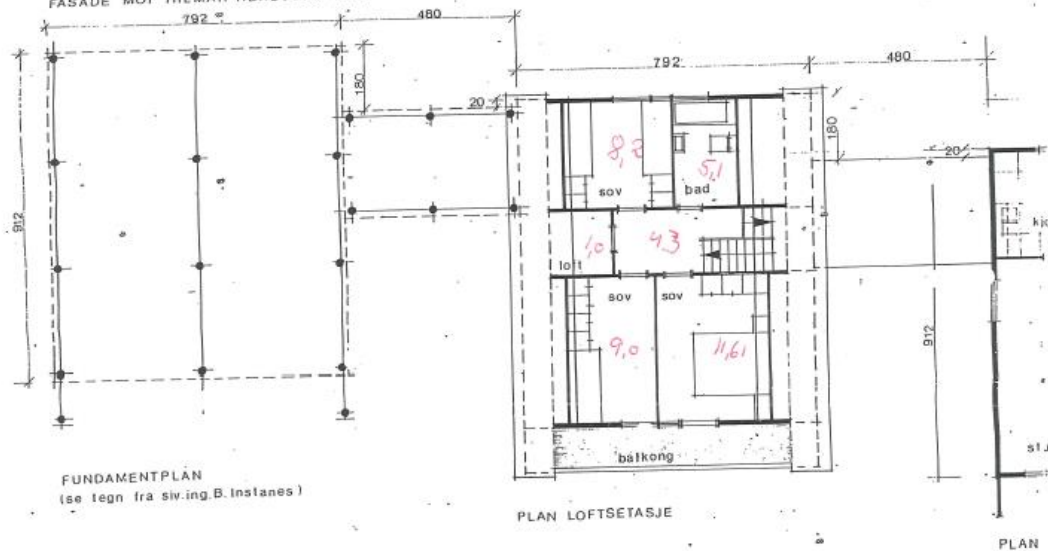 FASADE MOT
792
480
180
20
912
792
480
180
20
912
8,2
5,1
sov
bad
1,0
4,3
loft
sov
sov
9,0
11,61
balkong
FUNDAMENTPLAN
(se tegn fra siv.ing. B. Instanes)
PLAN LOFTSETASJE
PLAN